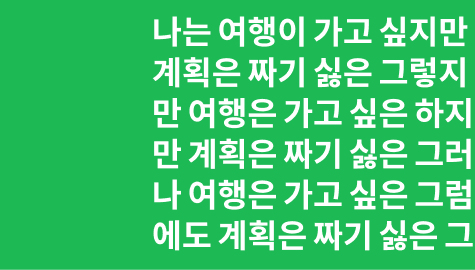 나는 여행이 가고 싶지만
계획은 짜기 싫은 그렇지
만 여행은 가고 싶은 하지
만 계획은 짜기 싫은 그러
나 여행은 가고 싶은 그럼
에도 계획은 짜기 싫은 그